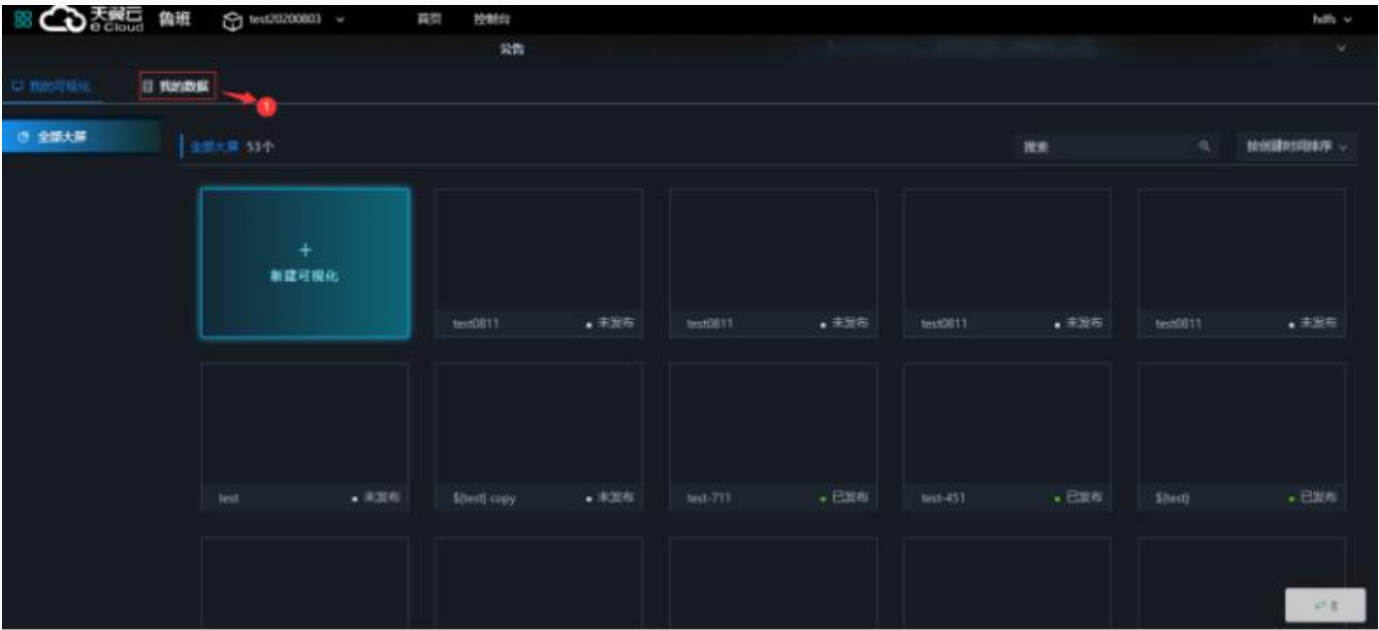 天翼云 e Cloud 鲁班 test20200803 首页 控制台 hdfs
公告
我的可视化 我的数据
1
全部大屏
全部大屏 53个 搜索 按创建时间排序
+
新建可视化
test0811 未发布 test0811 未发布 test0811 未发布 test0811 未发布
test 未发布 ${test} copy 未发布 test-711 已发布 test-451 已发布 ${test} 已发布